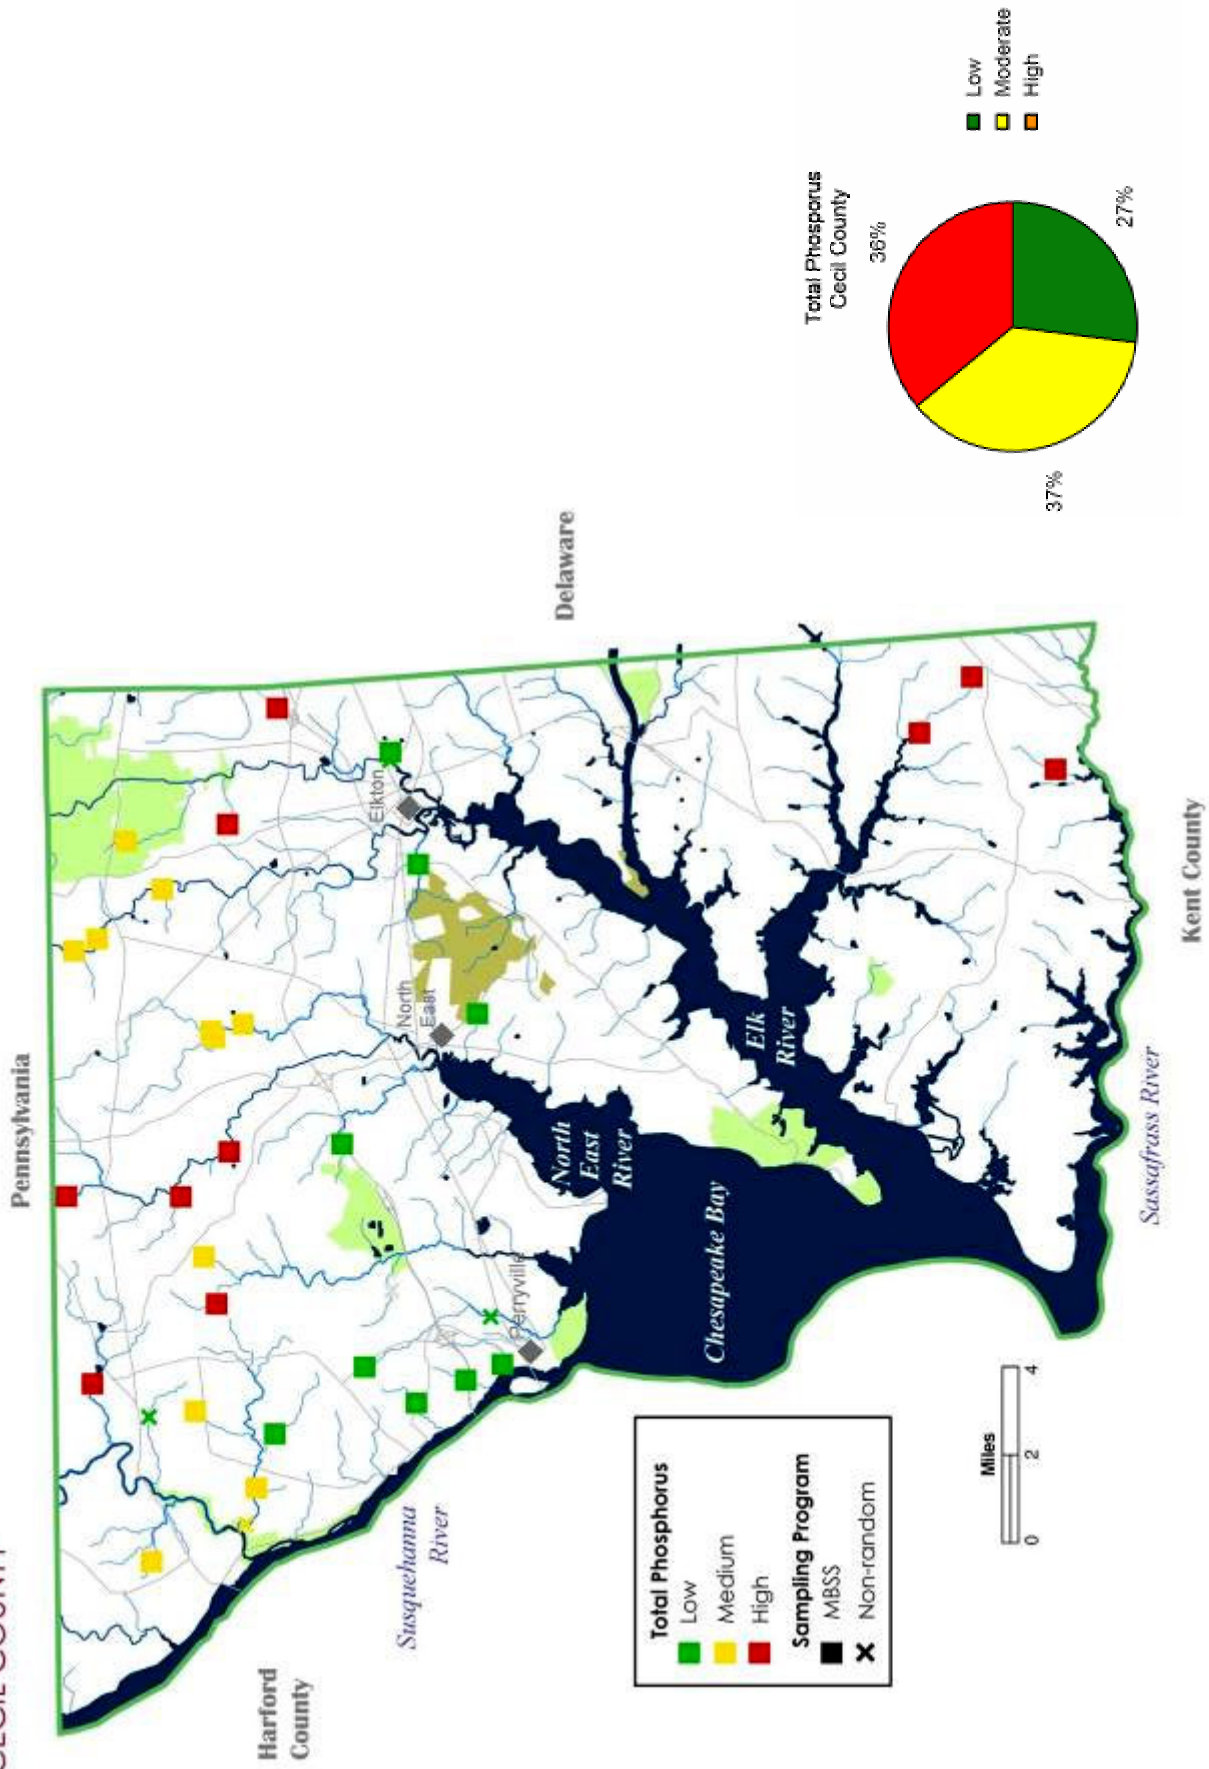 CECIL COUNTY
Pennsylvania
Delaware
Harford
County
Kent County
Susquehanna
River
Sassafrass River
Elkton
North
East
Perryville
North
East
River
Elk
River
Chesapeake Bay
Total Phosphorus
Low
Medium
High
Sampling Program
MBSS
Non-random
Miles
0
2
4
Total Phosporus
Cecil County
36%
37%
27%
Low
Moderate
High